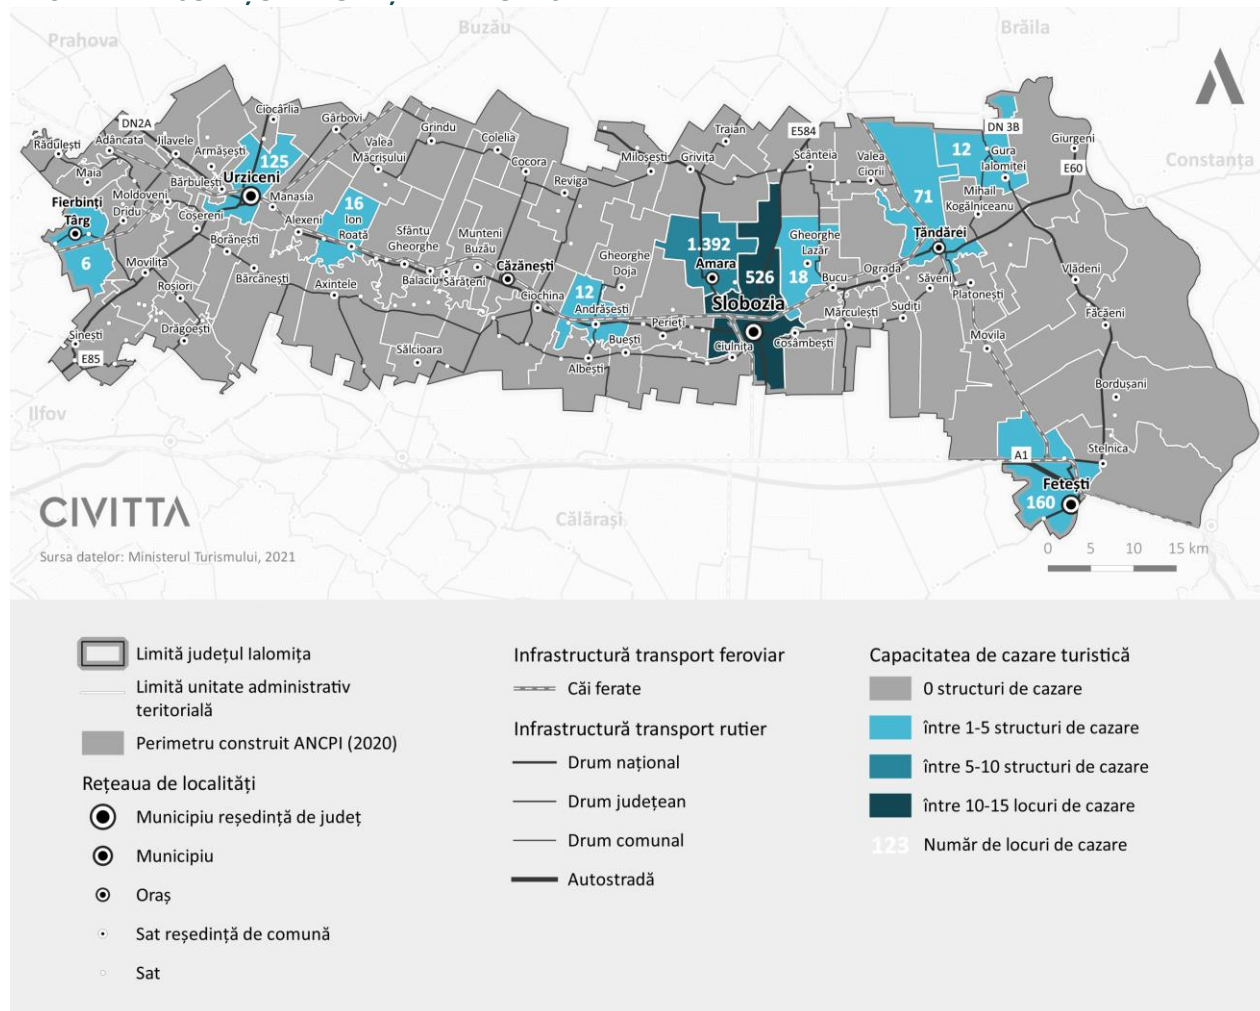 Prahova
Buzău
Brăila
Constanța
Ilfov
Călărași
DN2A
Ciocârlia
Gârbovi
Grindu
Colelia
Traian
E584
DN 3B
Giurgeni
Rădulești
Adâncata
Jilavele
Armășești
125
Valea
Măcrișului
Cocora
Miloșești
Grivița
Scânteia
Valea
Ciorii
12
Gura
Ialomiței
E60
Maia
Bărbulești
Urziceni
Reviga
Fierbinți
Târg
Moldoveni
Dridu
Coșereni
Manasia
Alexeni
16
Ion
Roată
71
Mihail
Kogălniceanu
Borănești
Sfântu
Gheorghe
Munteni
Buzău
1.392
Amara
Gheorghe
Lazăr
Țăndărei
6
Movilița
Bărcănești
Balaciu
Sărățeni
Căzănești
Gheorghe
Doja
526
18
Bucu
Ograda
Săveni
Vlădeni
Roșiori
Axintele
Ciochina
12
Andrășești
Slobozia
Platonești
Sinești
Drăgoești
Perieți
Mărculești
Sudiți
Făcăeni
E85
Sălcioara
Buești
Albești
Ciulnița
Cosâmbești
Movila
Bordușani
A1
Stelnica
Fetești
160
CIVITTA
Sursa datelor: Ministerul Turismului, 2021
0 5 10 15 km
Limită județul Ialomița
Limită unitate administrativ
teritorială
Perimetru construit ANCPI (2020)
Rețeaua de localități
Municipiu reședință de județ
Municipiu
Oraș
Sat reședință de comună
Sat
Infrastructură transport feroviar
Căi ferate
Infrastructură transport rutier
Drum național
Drum județean
Drum comunal
Autostradă
Capacitatea de cazare turistică
0 structuri de cazare
între 1-5 structuri de cazare
între 5-10 structuri de cazare
între 10-15 locuri de cazare
123 Număr de locuri de cazare